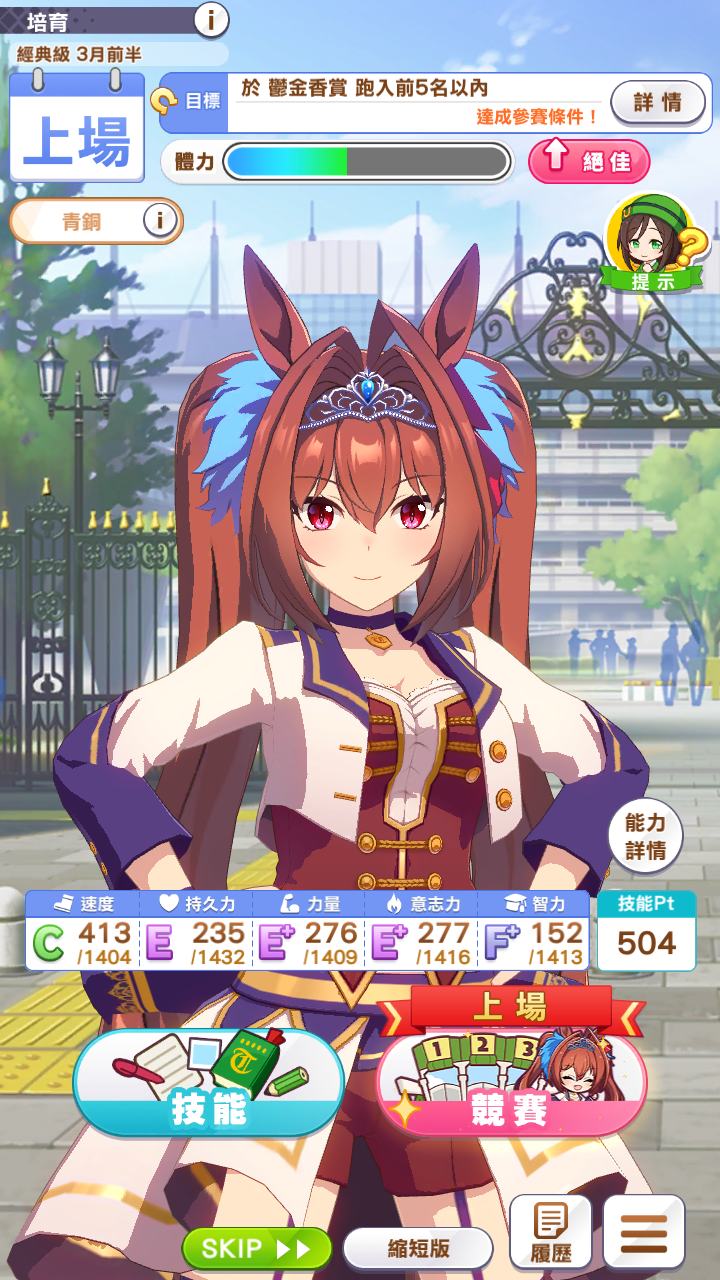 培育
i
經典級 3月前半
上場
目標
於 鬱金香賞 跑入前5名以內
達成參賽條件！
詳情
體力
絕佳
青銅
i
提示
能力
詳情
速度
持久力
力量
意志力
智力
技能Pt
C 413
/1404
E 235
/1432
E+ 276
/1409
E+ 277
/1416
F+ 152
/1413
504
上場
1 2 3
技能
競賽
SKIP
縮短版
履歷